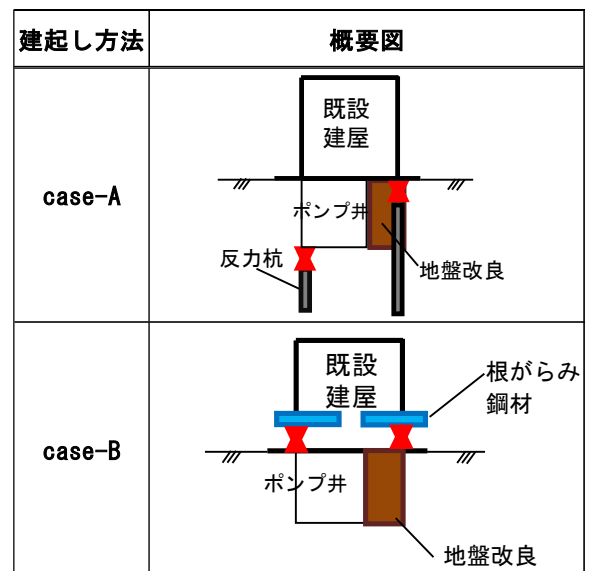 建起し方法
概要図
case-A
既設
建屋
ポンプ井
反力杭
地盤改良
case-B
既設
建屋
根がらみ
鋼材
ポンプ井
地盤改良